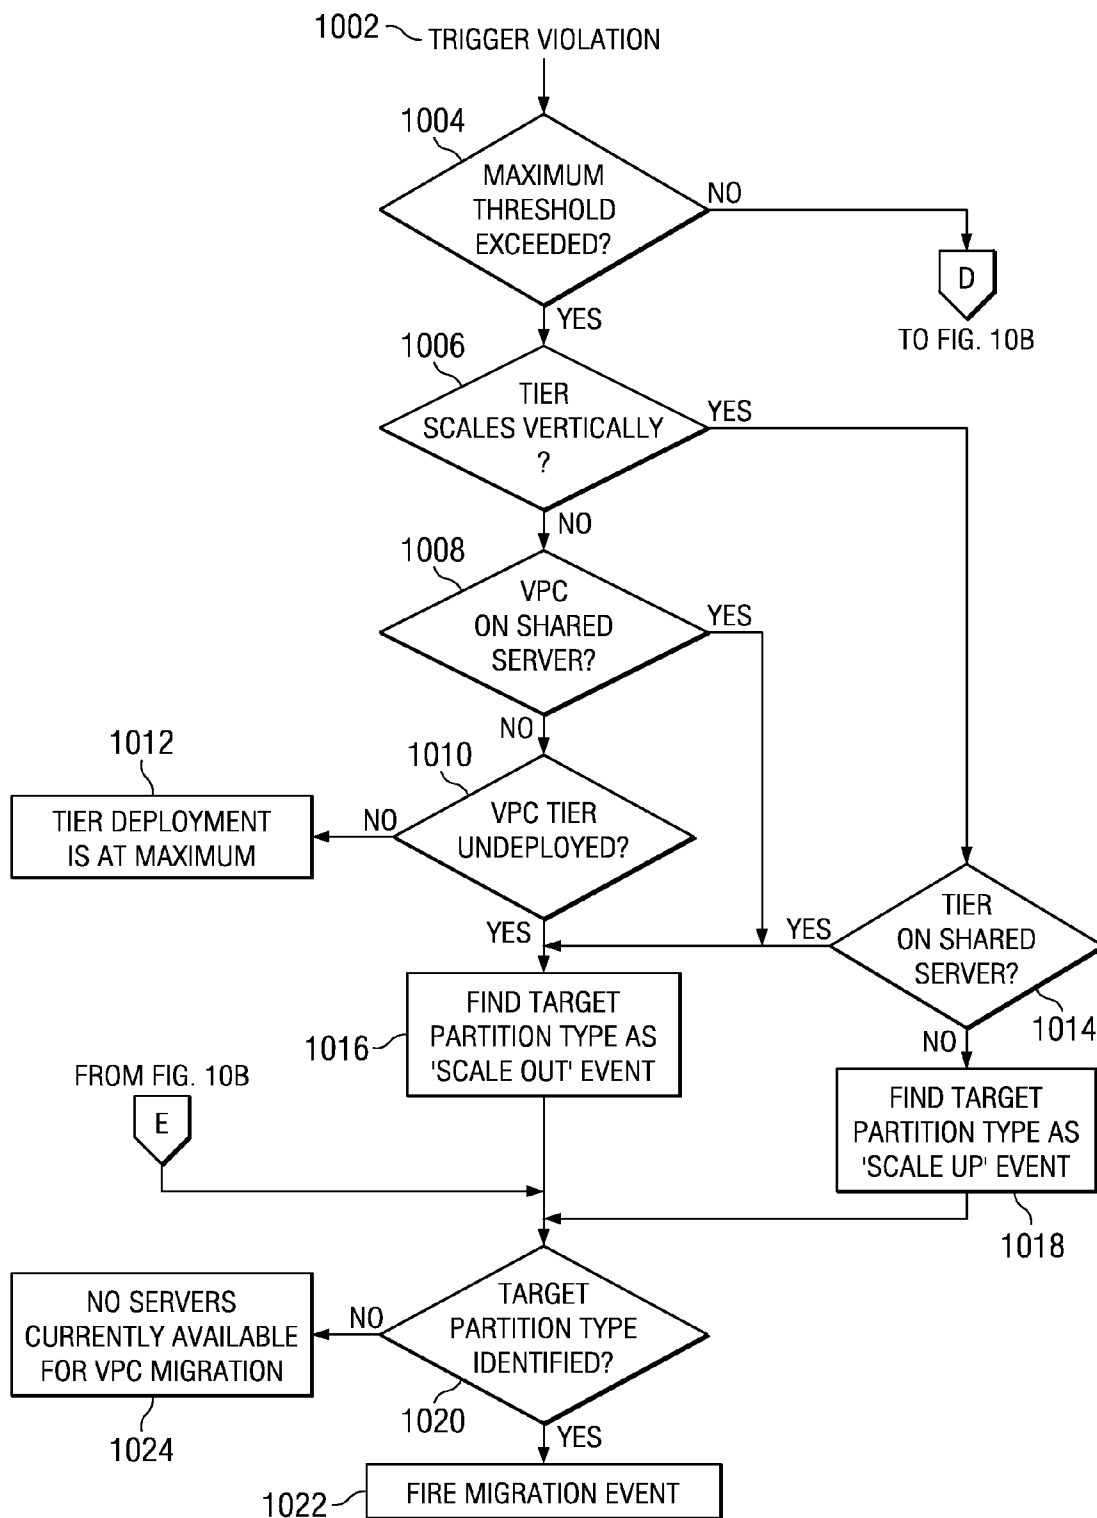 1002
TRIGGER VIOLATION
1004
MAXIMUM
THRESHOLD
EXCEEDED?
NO
D
TO FIG. 10B
YES
1006
TIER
SCALES VERTICALLY
?
YES
NO
1008
VPC
ON SHARED
SERVER?
YES
NO
1010
VPC TIER
UNDEPLOYED?
NO
1012
TIER DEPLOYMENT
IS AT MAXIMUM
YES
TIER
ON SHARED
SERVER?
YES
1014
NO
1016
FIND TARGET
PARTITION TYPE AS
'SCALE OUT' EVENT
FIND TARGET
PARTITION TYPE AS
'SCALE UP' EVENT
1018
FROM FIG. 10B
E
TARGET
PARTITION TYPE
IDENTIFIED?
1020
NO
NO SERVERS
CURRENTLY AVAILABLE
FOR VPC MIGRATION
1024
YES
1022
FIRE MIGRATION EVENT